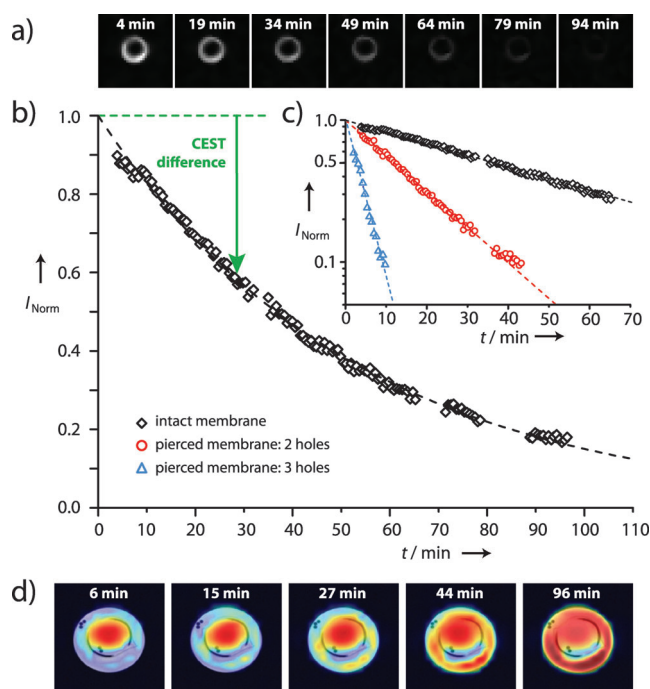 a)
4 min 19 min 34 min 49 min 64 min 79 min 94 min
b)
1.0
0.8
0.6
0.4
0.2
0.0
I Norm
CEST
difference
intact membrane
pierced membrane: 2 holes
pierced membrane: 3 holes
0 10 20 30 40 50 60 70 80 90 100 110
t / min
c)
1.0
0.5
0.1
I Norm
0 10 20 30 40 50 60 70
t / min
d)
6 min 15 min 27 min 44 min 96 min